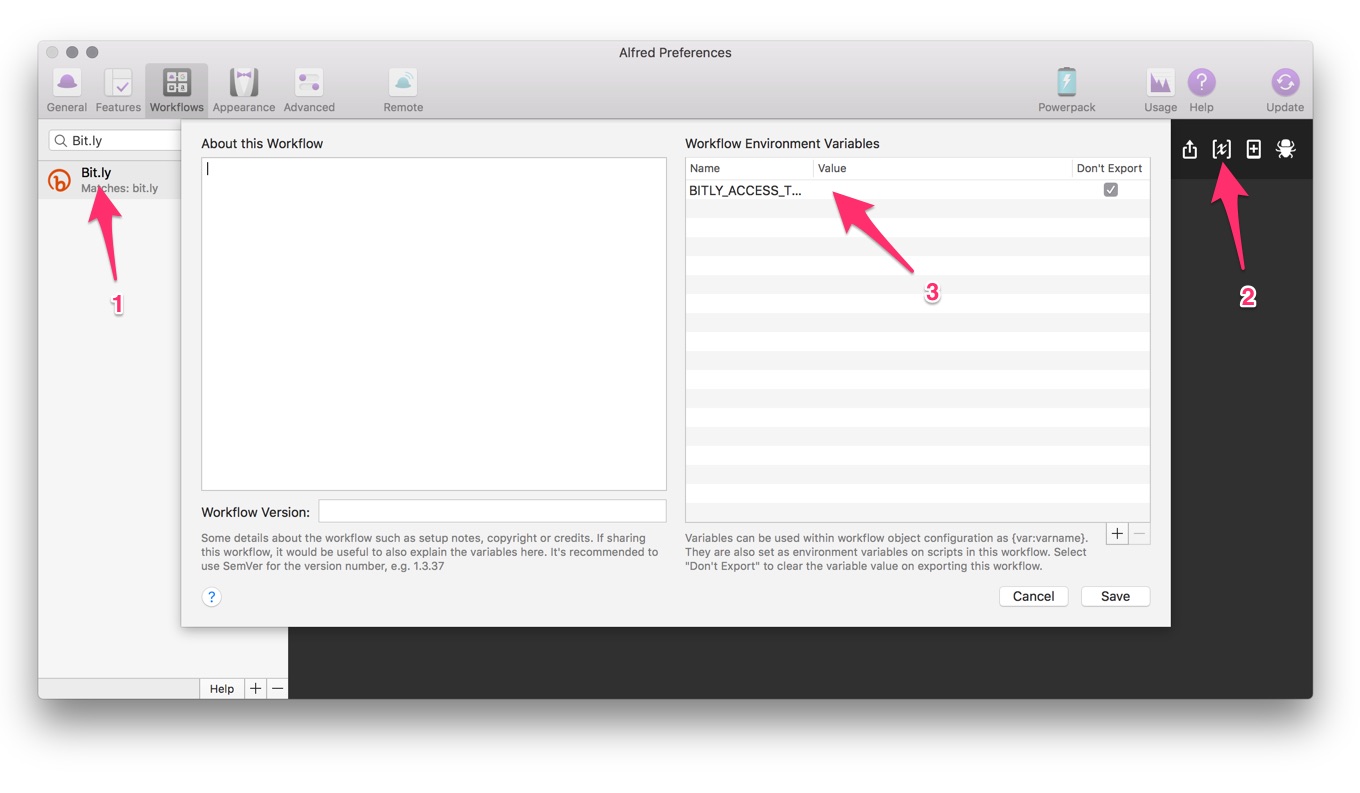 Alfred Preferences
General Features Workflows Appearance Advanced Remote Powerpack Usage Help Update
Bit.ly
Bit.ly
Matches: bit.ly
1
About this Workflow
Workflow Version:
Some details about the workflow such as setup notes, copyright or credits. If sharing
this workflow, it would be useful to also explain the variables here. It's recommended to
use SemVer for the version number, e.g. 1.3.37
?
Workflow Environment Variables
Name Value Don't Export
BITLY_ACCESS_T...
3
+ −
Variables can be used within workflow object configuration as {var:varname}.
They are also set as environment variables on scripts in this workflow. Select
"Don't Export" to clear the variable value on exporting this workflow.
Cancel Save
[x]
2
Help + −